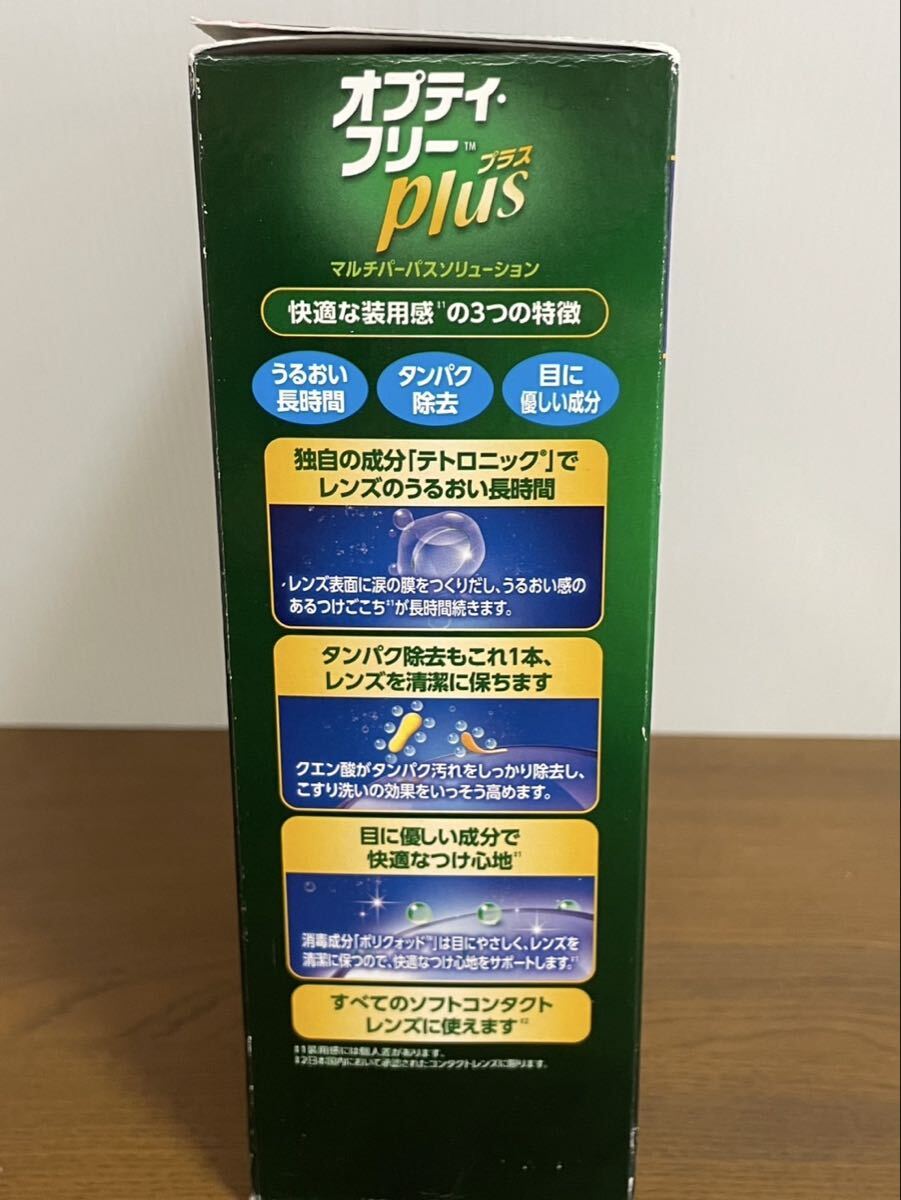 オプティ・
フリー™
プラス
plus
マルチパーパスソリューション
快適な装用感※1の3つの特徴
うるおい
長時間
タンパク
除去
目に
優しい成分
独自の成分「テトロニック®」で
レンズのうるおい長時間
レンズ表面に涙の膜をつくりだし、うるおい感の
あるつけごこち※1が長時間続きます。
タンパク除去もこれ1本、
レンズを清潔に保ちます
クエン酸がタンパク汚れをしっかり除去し、
こすり洗いの効果をいっそう高めます。
目に優しい成分で
快適なつけ心地※1
消毒成分「ポリクォッド™」は目にやさしく、レンズを
清潔に保つので、快適なつけ心地をサポートします。※1
すべてのソフトコンタクト
レンズに使えます※2
※1装用感には個人差があります。
※2日本国内において承認されたコンタクトレンズに限ります。